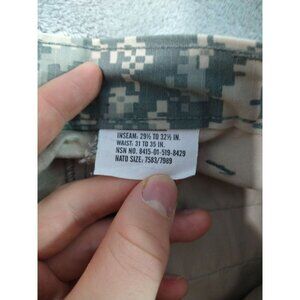 INSEAM: 29½ TO 32½ IN.
WAIST: 31 TO 35 IN.
NSN NO. 8415-01-519-8429
NATO SIZE: 7583/7989